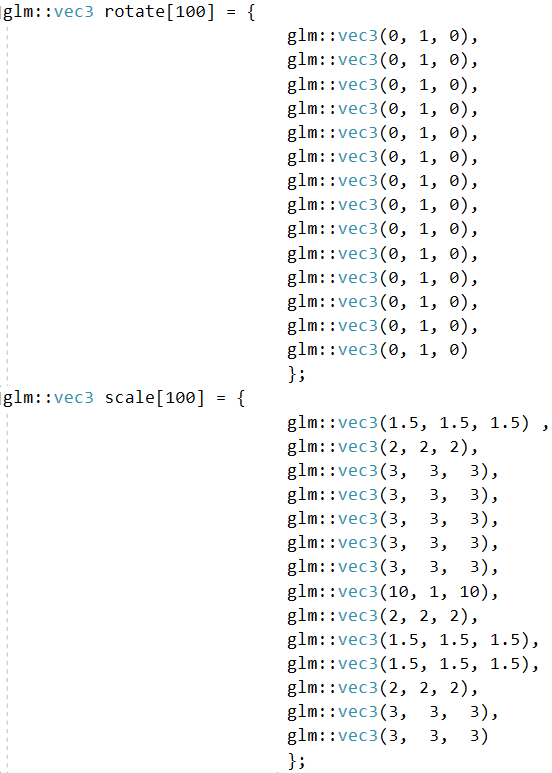 glm::vec3 rotate[100] = {
glm::vec3(0, 1, 0),
glm::vec3(0, 1, 0),
glm::vec3(0, 1, 0),
glm::vec3(0, 1, 0),
glm::vec3(0, 1, 0),
glm::vec3(0, 1, 0),
glm::vec3(0, 1, 0),
glm::vec3(0, 1, 0),
glm::vec3(0, 1, 0),
glm::vec3(0, 1, 0),
glm::vec3(0, 1, 0),
glm::vec3(0, 1, 0),
glm::vec3(0, 1, 0),
glm::vec3(0, 1, 0)
};
glm::vec3 scale[100] = {
glm::vec3(1.5, 1.5, 1.5) ,
glm::vec3(2, 2, 2),
glm::vec3(3,  3,  3),
glm::vec3(3,  3,  3),
glm::vec3(3,  3,  3),
glm::vec3(3,  3,  3),
glm::vec3(3,  3,  3),
glm::vec3(10, 1, 10),
glm::vec3(2, 2, 2),
glm::vec3(1.5, 1.5, 1.5),
glm::vec3(1.5, 1.5, 1.5),
glm::vec3(2, 2, 2),
glm::vec3(3,  3,  3),
glm::vec3(3,  3,  3)
};